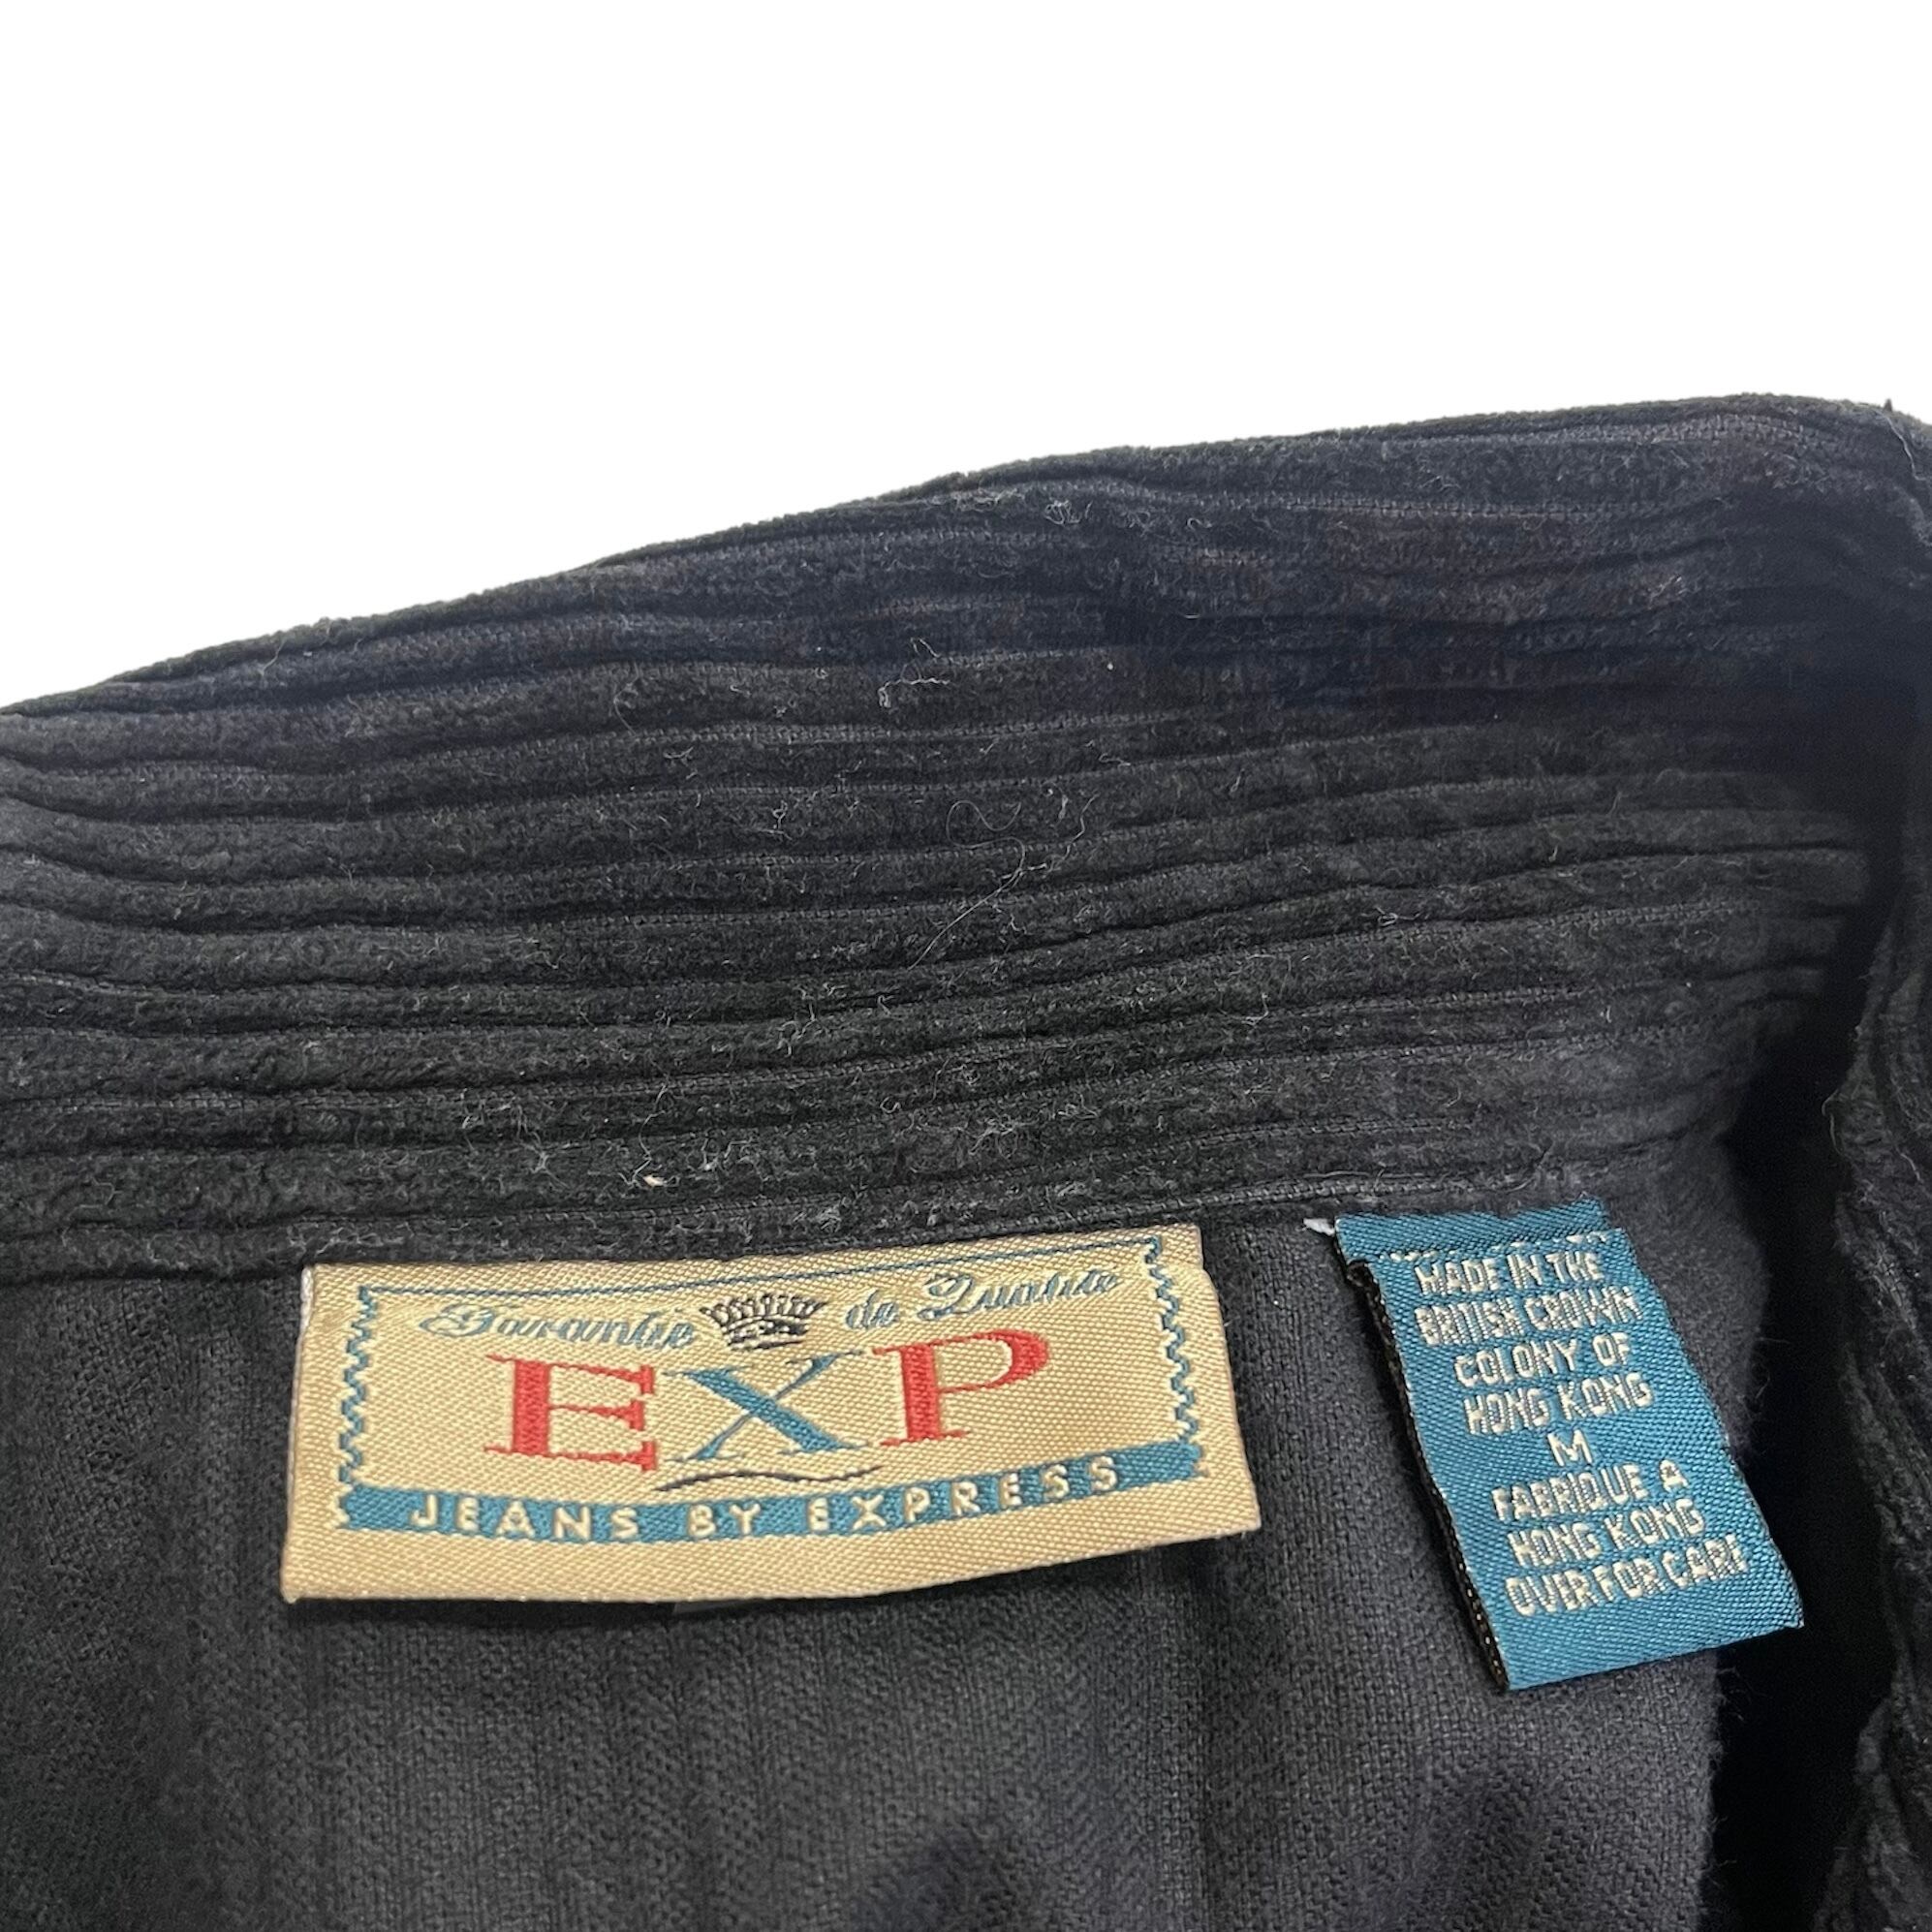 Garantie de Qualité
EXP
JEANS BY EXPRESS
MADE IN THE
BRITISH CROWN
COLONY OF
HONG KONG
M
FABRIQUE A
HONG KONG
OVER FOR CARE